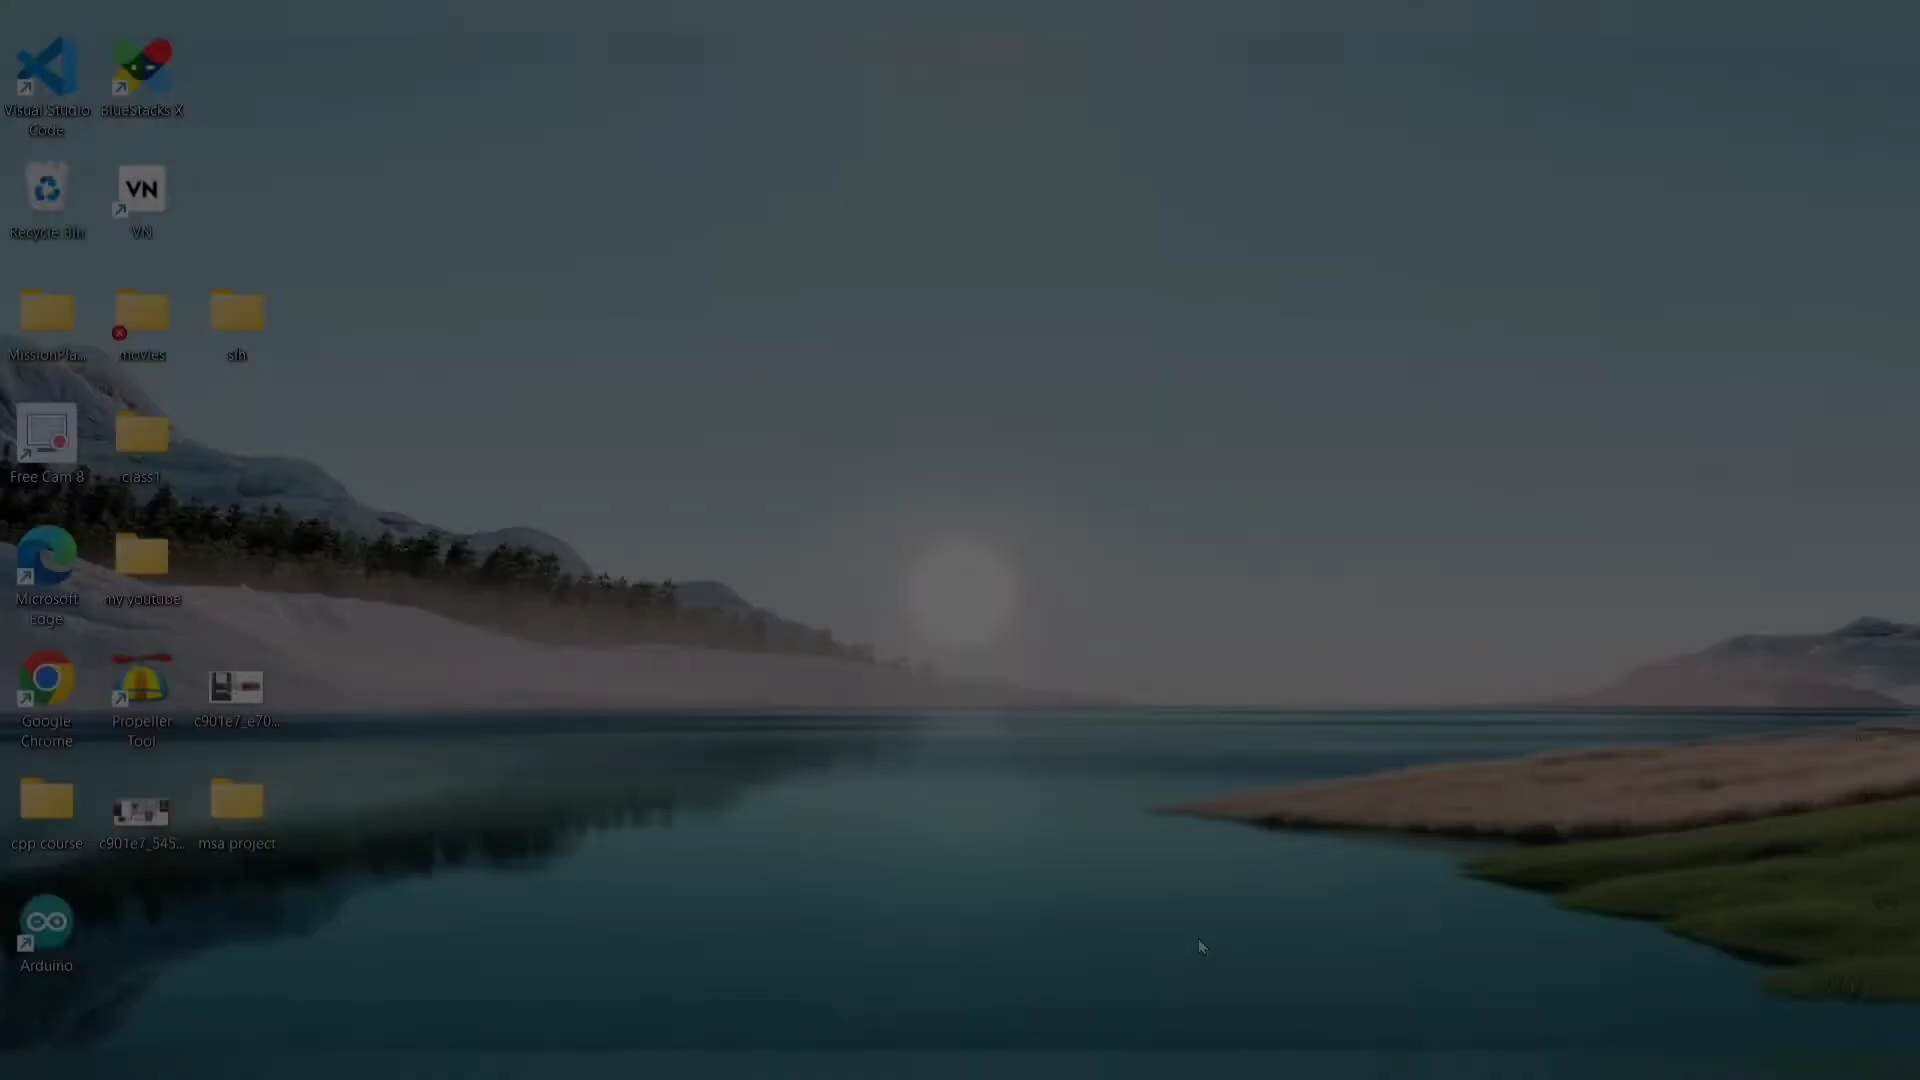 Visual Studio
Code
BlueStacks X
Recycle Bin
VN
VN
MissionPla...
movies
slh
Free Cam 8
class1
Microsoft
Edge
my youtube
Google
Chrome
Propeller
Tool
c901e7_e70...
cpp course
c901e7_545...
msa project
Arduino